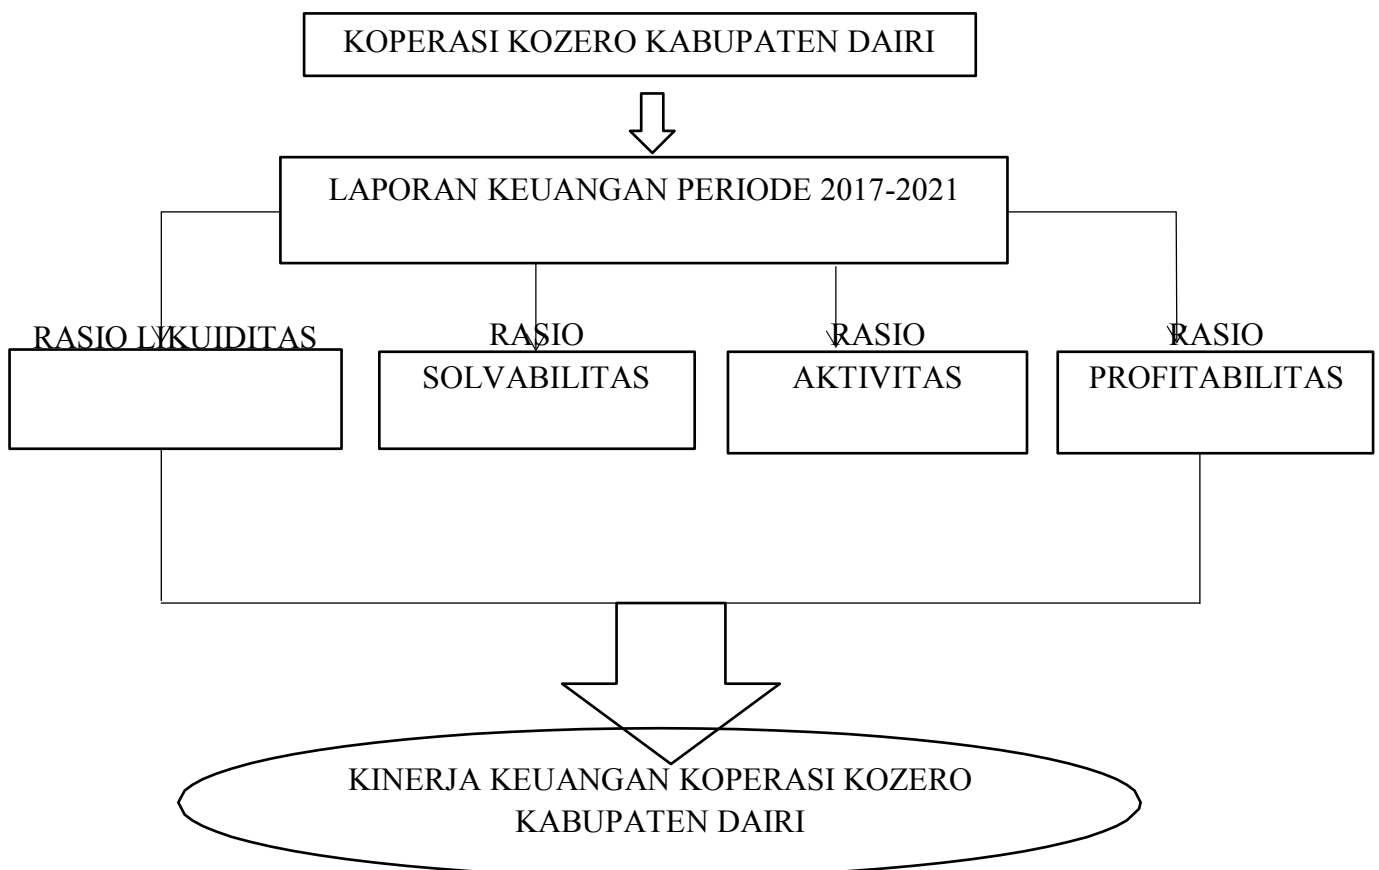 KOPERASI KOZERO KABUPATEN DAIRI
LAPORAN KEUANGAN PERIODE 2017-2021
RASIO LIKUIDITAS
RASIO
SOLVABILITAS
RASIO
AKTIVITAS
RASIO
PROFITABILITAS
KINERJA KEUANGAN KOPERASI KOZERO
KABUPATEN DAIRI